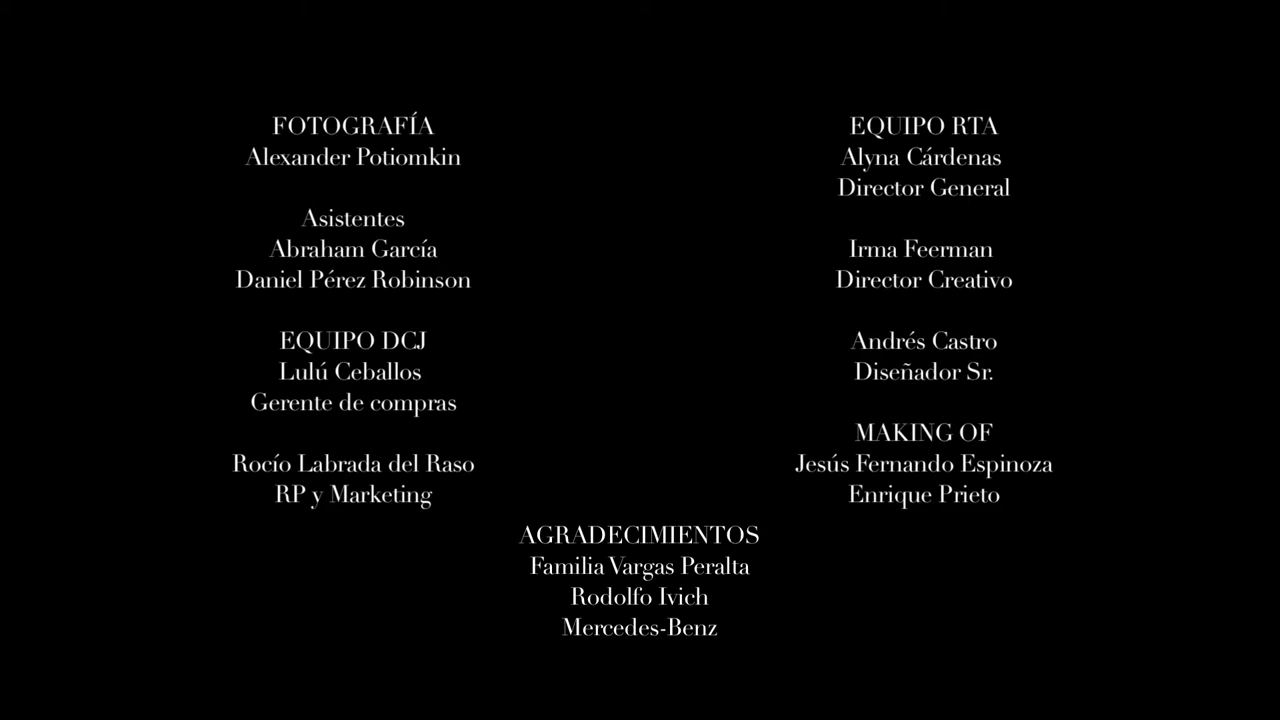 FOTOGRAFÍA
Alexander Potiomkin
Asistentes
Abraham García
Daniel Pérez Robinson
EQUIPO DCJ
Lulú Ceballos
Gerente de compras
Rocío Labrada del Raso
RP y Marketing
EQUIPO RTA
Alyna Cárdenas
Director General
Irma Feerman
Director Creativo
Andrés Castro
Diseñador Sr.
MAKING OF
Jesús Fernando Espinoza
Enrique Prieto
AGRADECIMIENTOS
Familia Vargas Peralta
Rodolfo Ivich
Mercedes-Benz